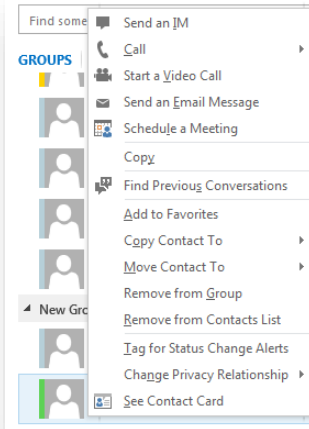 Find some
GROUPS
New Gro
Send an IM
Call
Start a Video Call
Send an Email Message
Schedule a Meeting
Copy
Find Previous Conversations
Add to Favorites
Copy Contact To
Move Contact To
Remove from Group
Remove from Contacts List
Tag for Status Change Alerts
Change Privacy Relationship
See Contact Card